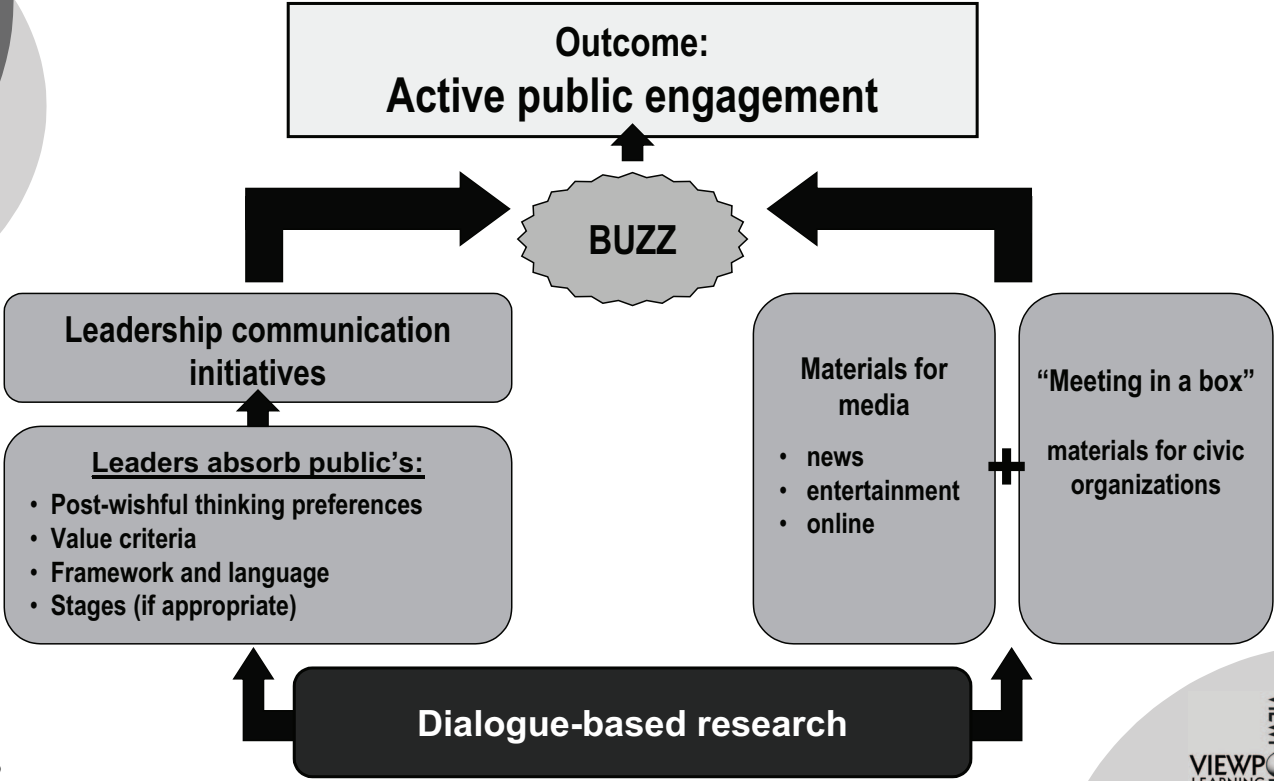 Outcome:
Active public engagement
BUZZ
Leadership communication
initiatives
Leaders absorb public's:
• Post-wishful thinking preferences
• Value criteria
• Framework and language
• Stages (if appropriate)
Materials for
media
• news
• entertainment
• online
+
“Meeting in a box”
materials for civic
organizations
Dialogue-based research
LEARNING